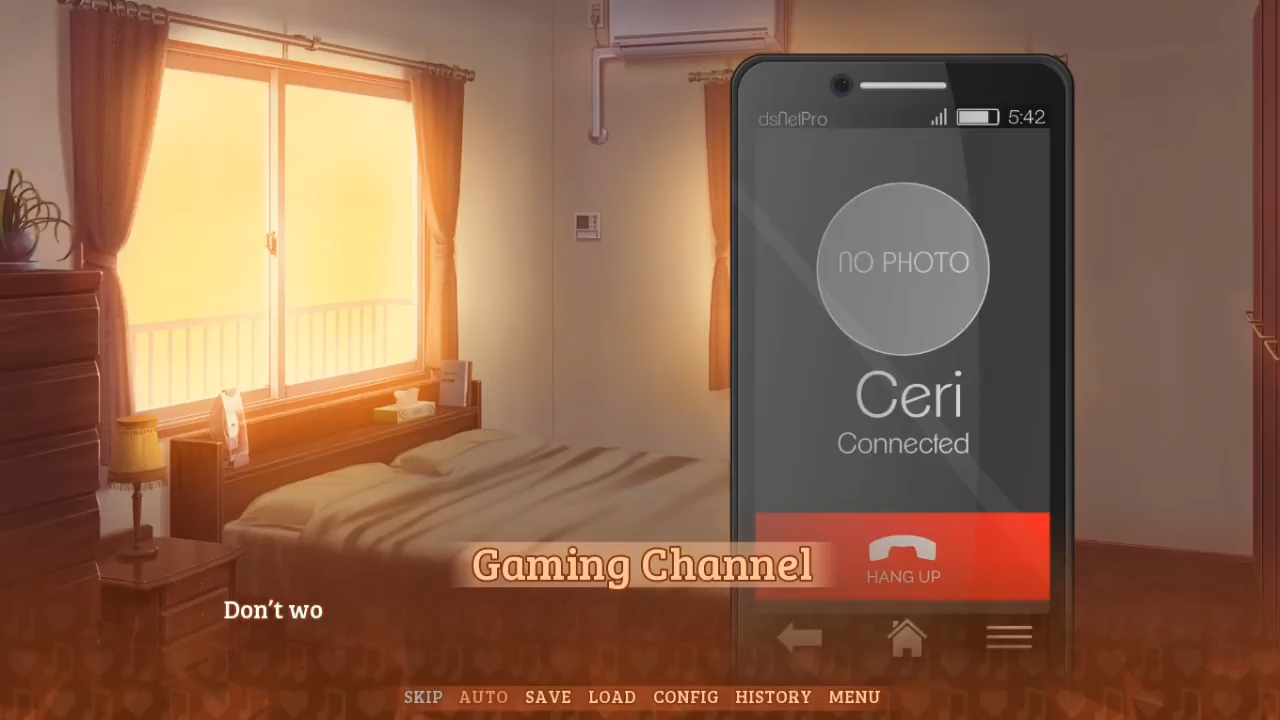 dsNetPro
5:42
NO PHOTO
Ceri
Connected
HANG UP
Gaming Channel
Don't wo
SKIP AUTO SAVE LOAD CONFIG HISTORY MENU